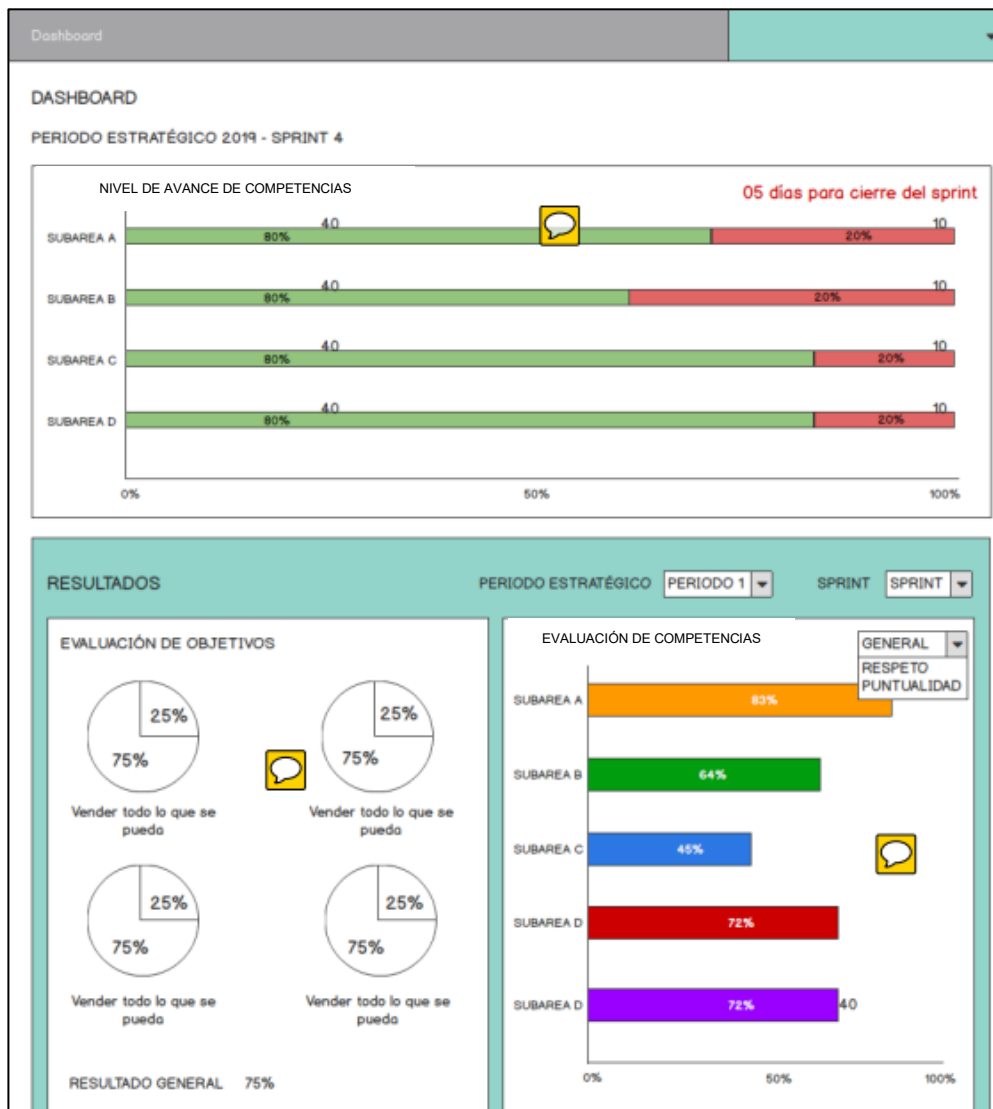 Dashboard
DASHBOARD
PERIODO ESTRATÉGICO 2019 - SPRINT 4
NIVEL DE AVANCE DE COMPETENCIAS
05 días para cierre del sprint
SUBAREA A
80%
40
20%
10
SUBAREA B
80%
40
20%
10
SUBAREA C
80%
40
20%
10
SUBAREA D
80%
40
20%
10
0%
50%
100%
RESULTADOS
PERIODO ESTRATÉGICO
PERIODO 1
SPRINT
SPRINT
EVALUACIÓN DE OBJETIVOS
25%
75%
Vender todo lo que se
pueda
25%
75%
Vender todo lo que se
pueda
25%
75%
Vender todo lo que se
pueda
25%
75%
Vender todo lo que se
pueda
RESULTADO GENERAL 75%
EVALUACIÓN DE COMPETENCIAS
GENERAL
RESPETO
PUNTUALIDAD
SUBAREA A
83%
SUBAREA B
64%
SUBAREA C
45%
SUBAREA D
72%
SUBAREA D
72%
40
0%
50%
100%